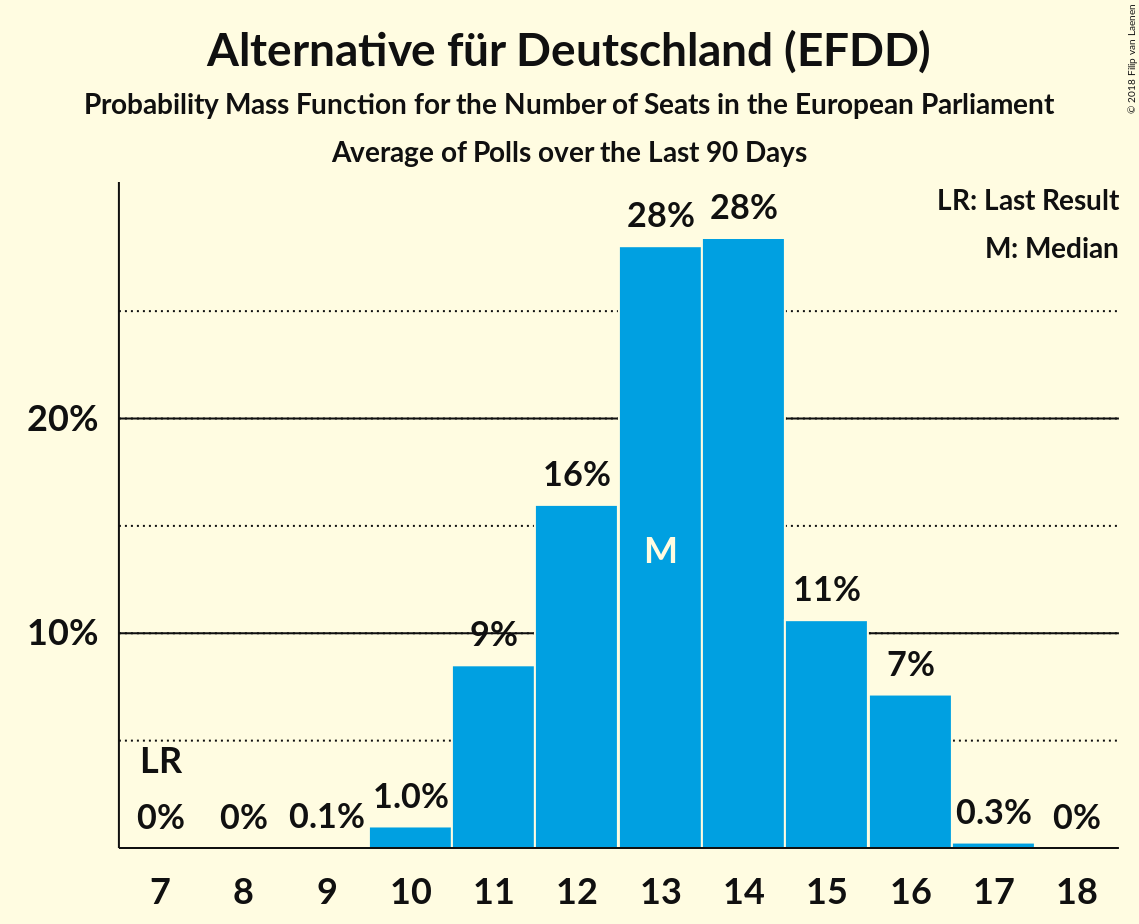 Alternative für Deutschland (EFDD)
Probability Mass Function for the Number of Seats in the European Parliament
Average of Polls over the Last 90 Days
© 2018 Filip van Laenen
LR: Last Result
M: Median
28% 28%
20%
16%
M
11%
10%
9%
7%
LR
0% 0% 0.1% 1.0% 0.3% 0%
7 8 9 10 11 12 13 14 15 16 17 18